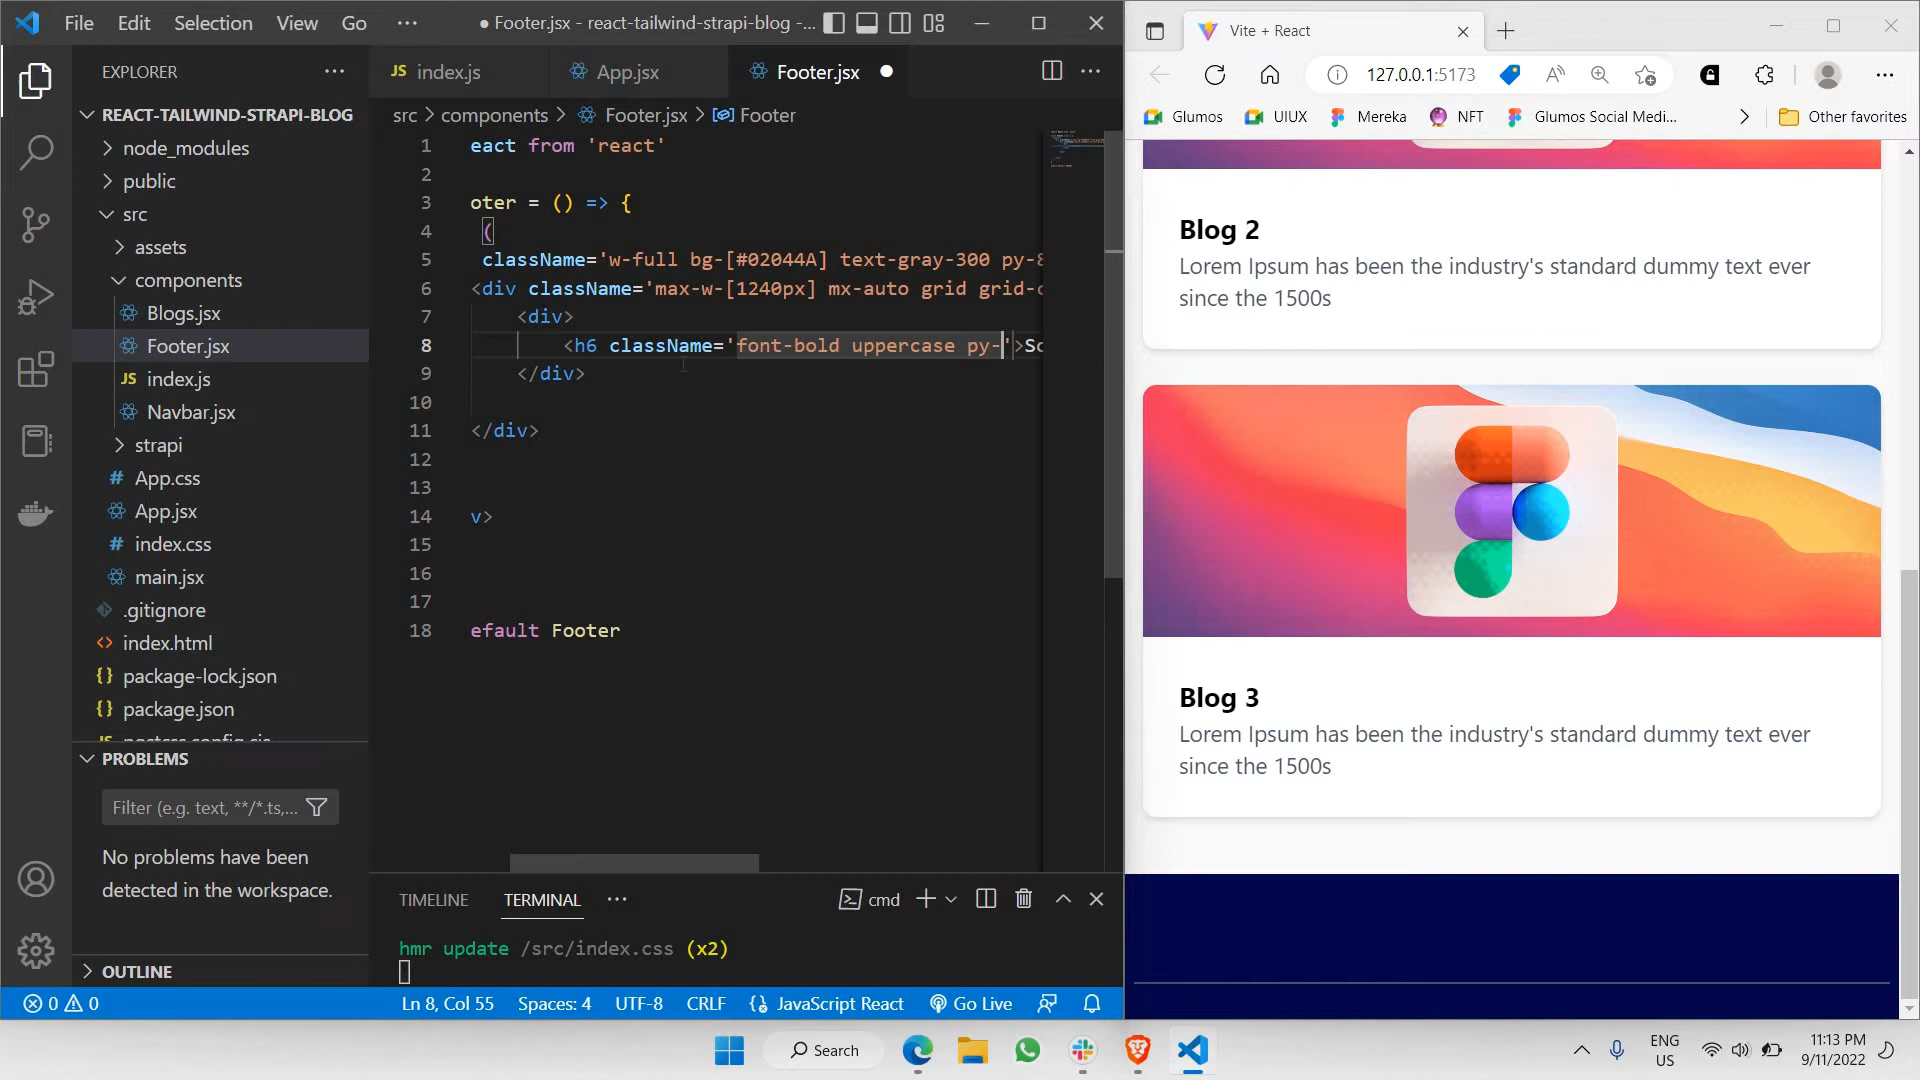 File Edit Selection View Go ···
● Footer.jsx - react-tailwind-strapi-blog -...
EXPLORER
REACT-TAILWIND-STRAPI-BLOG
node_modules
public
src
assets
components
Blogs.jsx
Footer.jsx
JS index.js
Navbar.jsx
strapi
# App.css
App.jsx
# index.css
main.jsx
.gitignore
<> index.html
{} package-lock.json
{} package.json
JS postcss.config.cjs
PROBLEMS
Filter (e.g. text, **/*.ts,...
No problems have been
detected in the workspace.
OUTLINE
JS index.js App.jsx Footer.jsx ●
src > components > Footer.jsx > Footer
1 eact from 'react'
2
3 oter = () => {
4 (
5 className='w-full bg-[#02044A] text-gray-300 py-8
6 <div className='max-w-[1240px] mx-auto grid grid-c
7 <div>
8 <h6 className='font-bold uppercase py-'>So
9 </div>
10
11 </div>
12
13
14 v>
15
16
17
18 efault Footer
TIMELINE TERMINAL ···
cmd
hmr update /src/index.css (x2)
0 0
Ln 8, Col 55 Spaces: 4 UTF-8 CRLF JavaScript React Go Live
Vite + React
127.0.0.1:5173
Glumos UIUX Mereka NFT Glumos Social Medi... Other favorites
Blog 2
Lorem Ipsum has been the industry's standard dummy text ever
since the 1500s
Blog 3
Lorem Ipsum has been the industry's standard dummy text ever
since the 1500s
Search
ENG
US
11:13 PM
9/11/2022